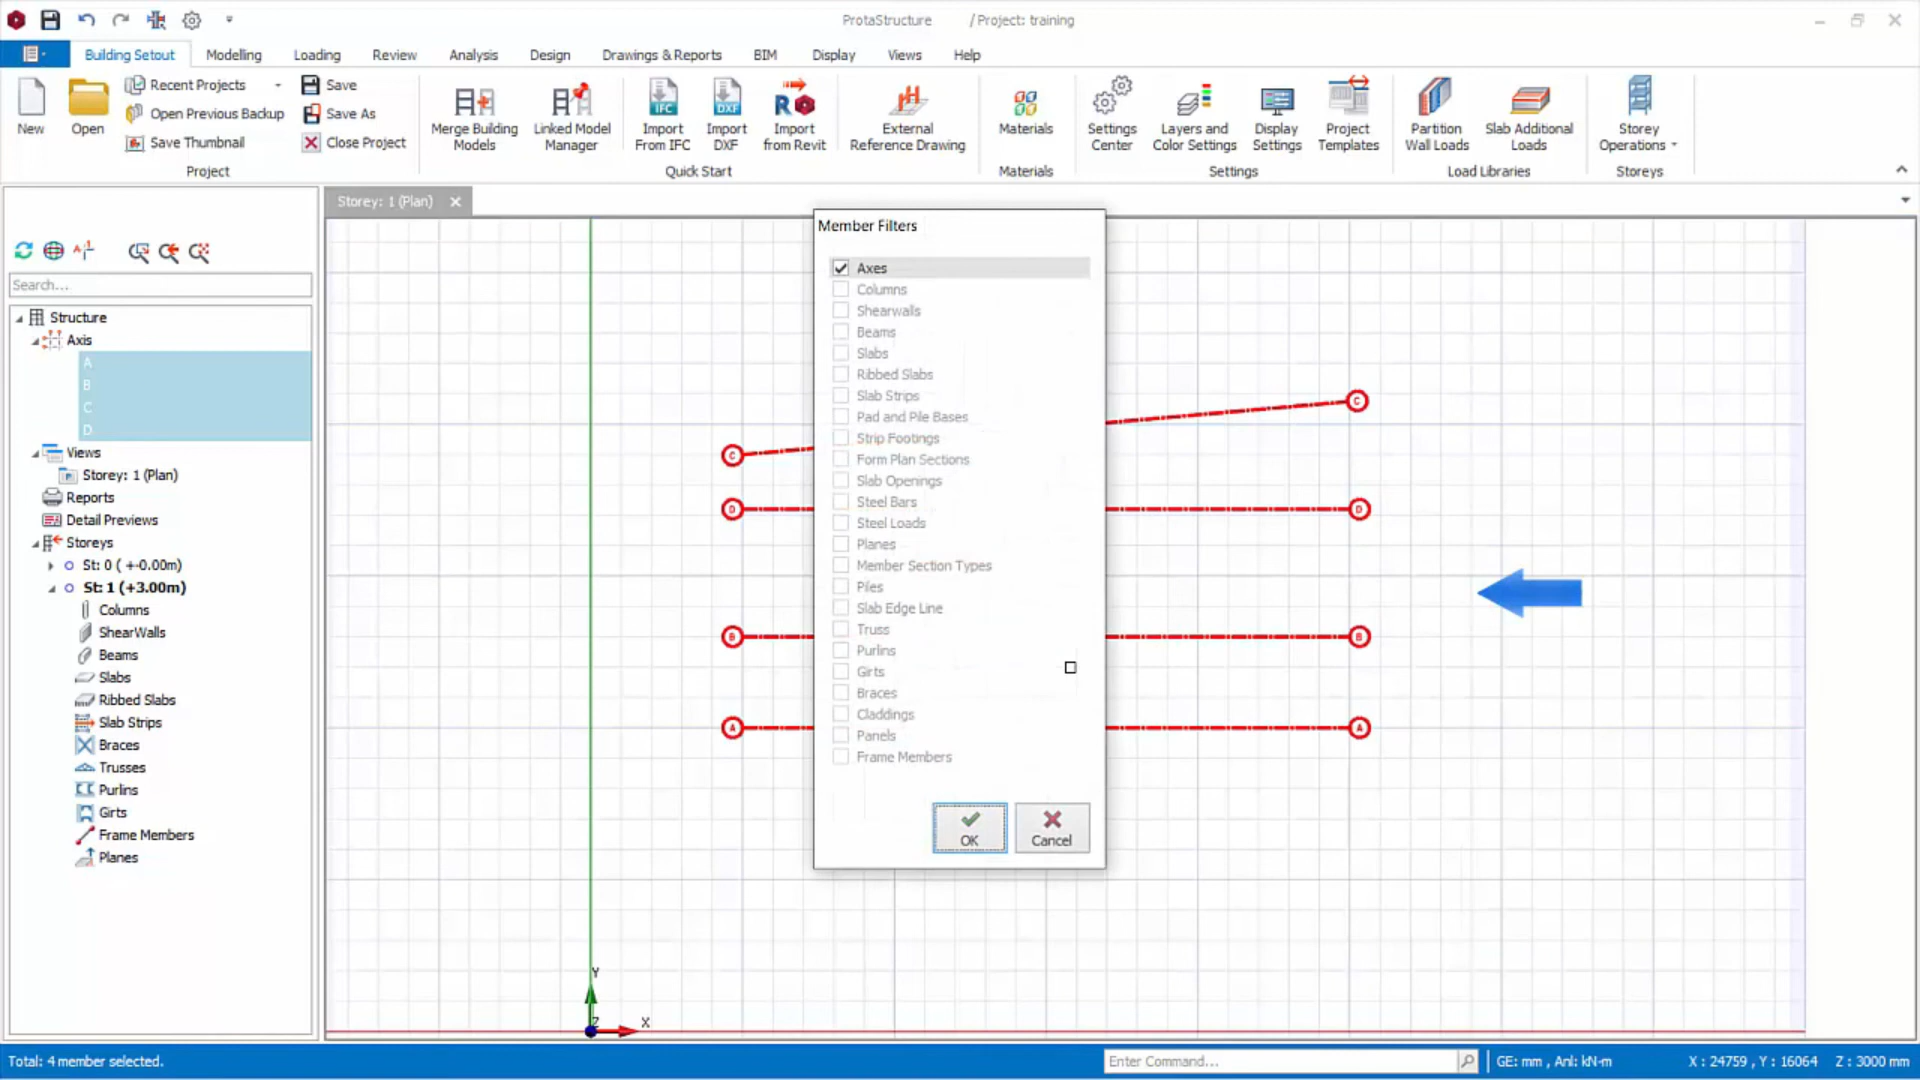 ProtaStructure / Project: training
Building Setout Modelling Loading Review Analysis Design Drawings & Reports BIM Display Views Help
New
Open
Recent Projects
Open Previous Backup
Save Thumbnail
Save
Save As
Close Project
Project
Merge Building Models
Linked Model Manager
IFC
Import From IFC
DXF
Import DXF
R
Import from Revit
Quick Start
External Reference Drawing
Materials
Materials
Settings Center
Layers and Color Settings
Display Settings
Project Templates
Settings
Partition Wall Loads
Slab Additional Loads
Load Libraries
Storey Operations
Storeys
Storey: 1 (Plan)
Search...
Structure
Axis
A
B
C
D
Views
Storey: 1 (Plan)
Reports
Detail Previews
Storeys
St: 0 ( +-0.00m)
St: 1 (+3.00m)
Columns
ShearWalls
Beams
Slabs
Ribbed Slabs
Slab Strips
Braces
Trusses
Purlins
Girts
Frame Members
Planes
Member Filters
Axes
Columns
Shearwalls
Beams
Slabs
Ribbed Slabs
Slab Strips
Pad and Pile Bases
Strip Footings
Form Plan Sections
Slab Openings
Steel Bars
Steel Loads
Planes
Member Section Types
Piles
Slab Edge Line
Truss
Purlins
Girts
Braces
Claddings
Panels
Frame Members
OK
Cancel
C C
D D
B B
A A
Y
Z
X
Total: 4 member selected.
Enter Command...
GE: mm , Anl: kN-m
X : 24759 , Y : 16064 Z : 3000 mm